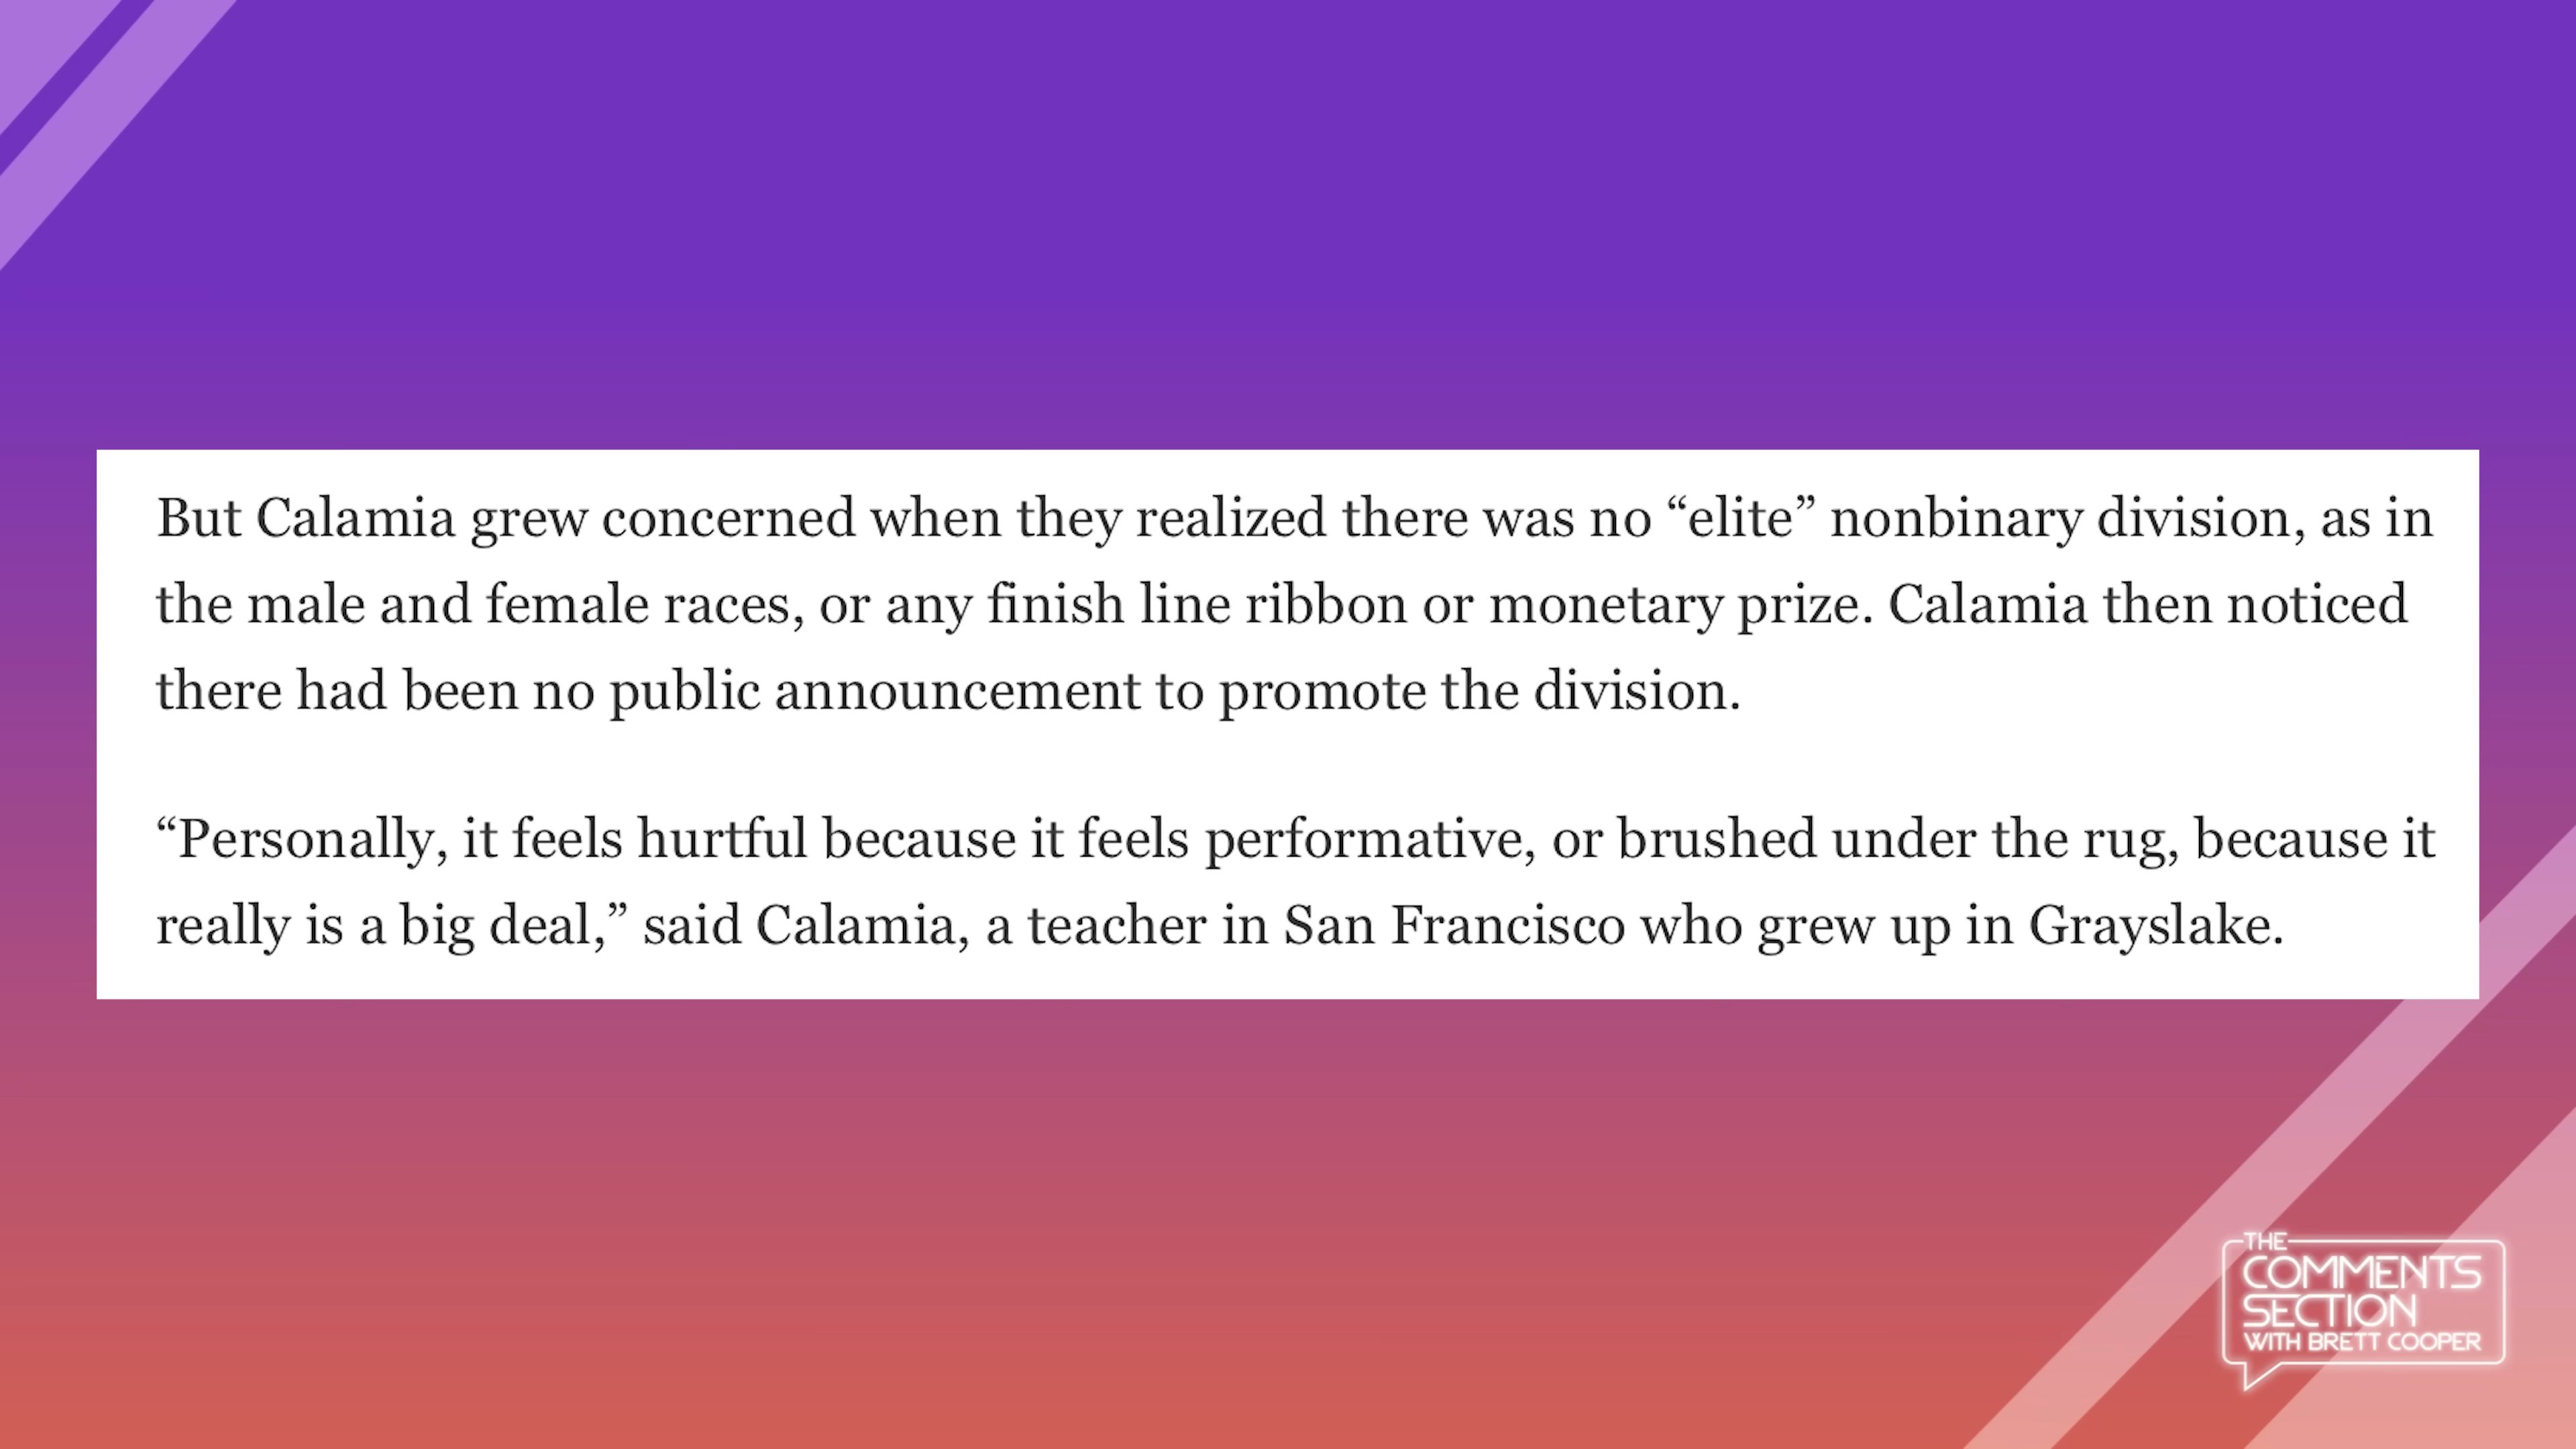 But Calamia grew concerned when they realized there was no “elite” nonbinary division, as in
the male and female races, or any finish line ribbon or monetary prize. Calamia then noticed
there had been no public announcement to promote the division.
“Personally, it feels hurtful because it feels performative, or brushed under the rug, because it
really is a big deal,” said Calamia, a teacher in San Francisco who grew up in Grayslake.
THE
COMMENTS
SECTION
WITH BRETT COOPER